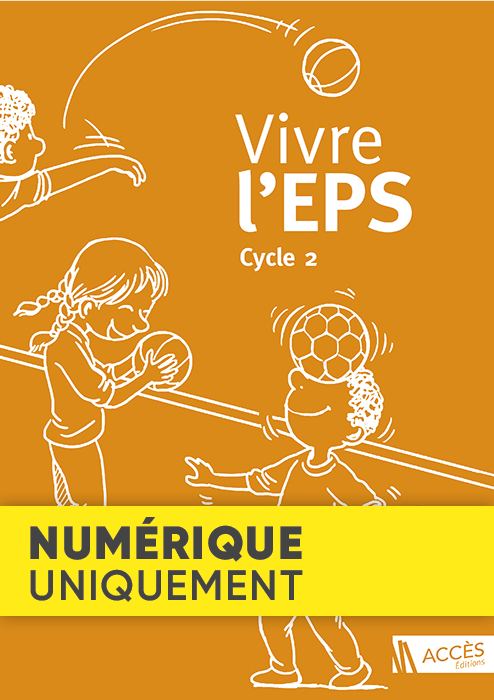 Vivre
l'EPS
Cycle 2
NUMÉRIQUE
UNIQUEMENT
ACCÈS
Éditions